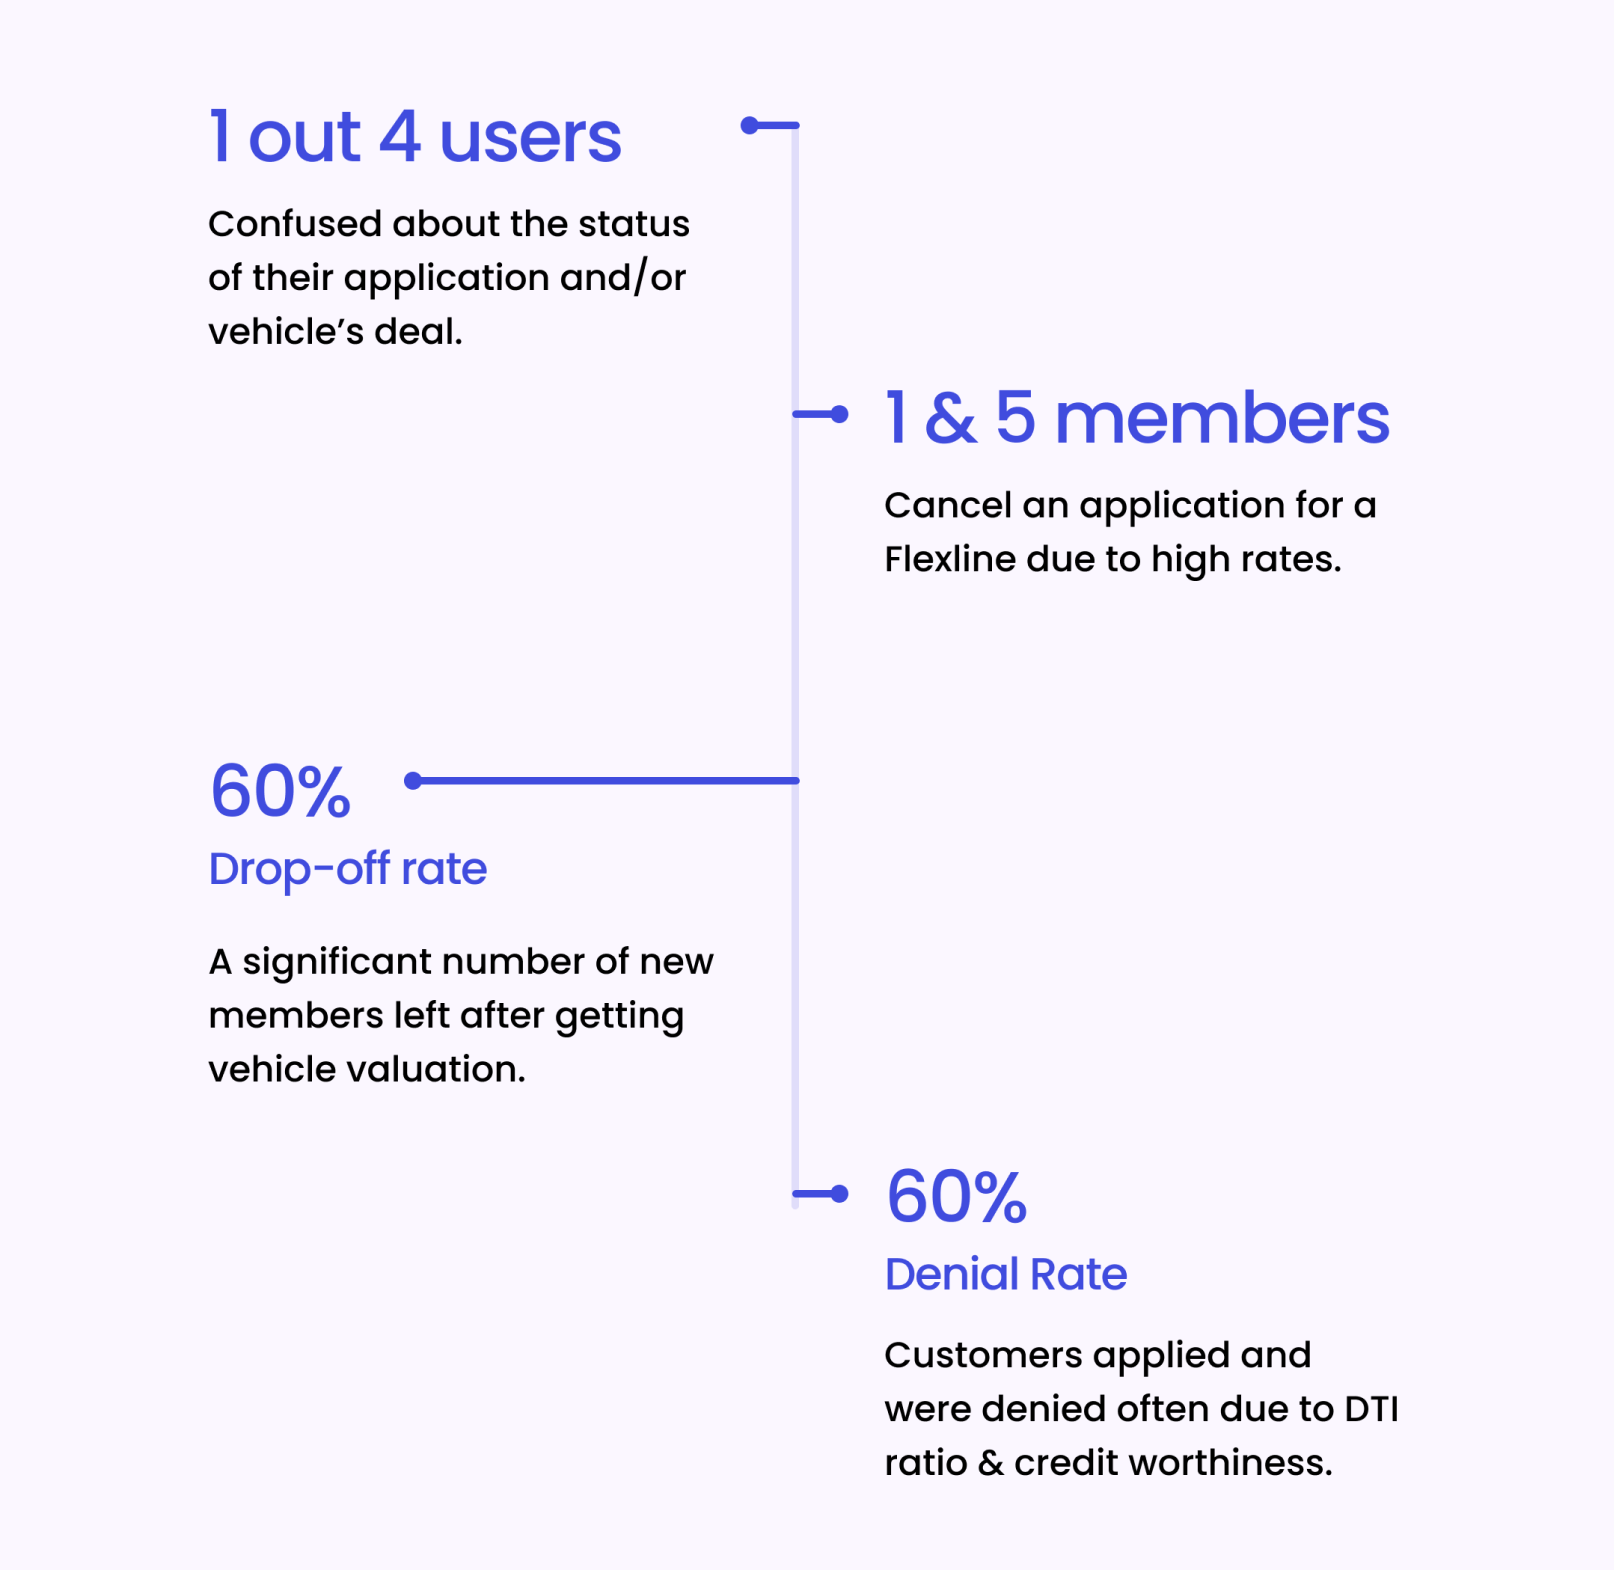 1 out 4 users
Confused about the status
of their application and/or
vehicle’s deal.
1 & 5 members
Cancel an application for a
Flexline due to high rates.
60%
Drop-off rate
A significant number of new
members left after getting
vehicle valuation.
60%
Denial Rate
Customers applied and
were denied often due to DTI
ratio & credit worthiness.